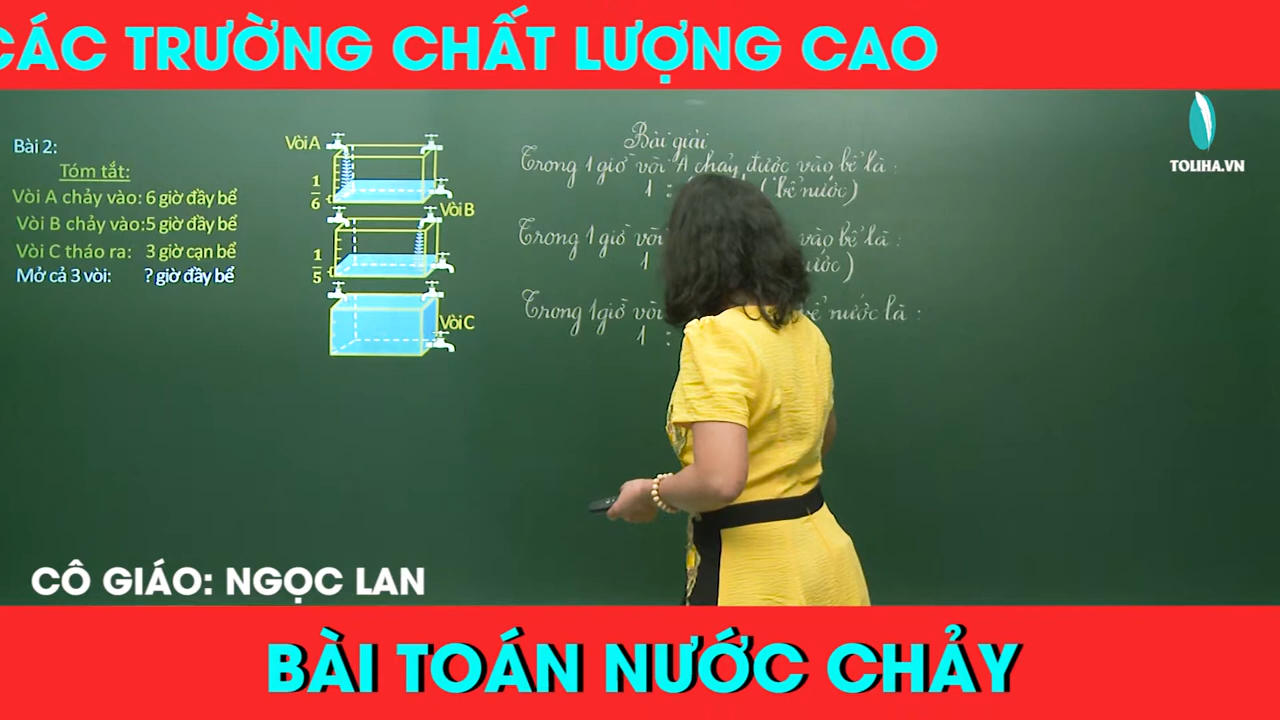 CÁC TRƯỜNG CHẤT LƯỢNG CAO
TOLIHA.VN
Bài 2:
Tóm tắt:
Vòi A chảy vào: 6 giờ đầy bể
Vòi B chảy vào: 5 giờ đầy bể
Vòi C tháo ra: 3 giờ cạn bể
Mở cả 3 vòi: ? giờ đầy bể
Vòi A
1
6
Vòi B
1
5
Vòi C
Bài giải
Trong 1 giờ vòi A chảy được vào bể là :
1 : (bể nước)
Trong 1 giờ vòi vào bể là :
1 nước)
Trong 1 giờ vòi bể nước là :
1 :
CÔ GIÁO: NGỌC LAN
BÀI TOÁN NƯỚC CHẢY